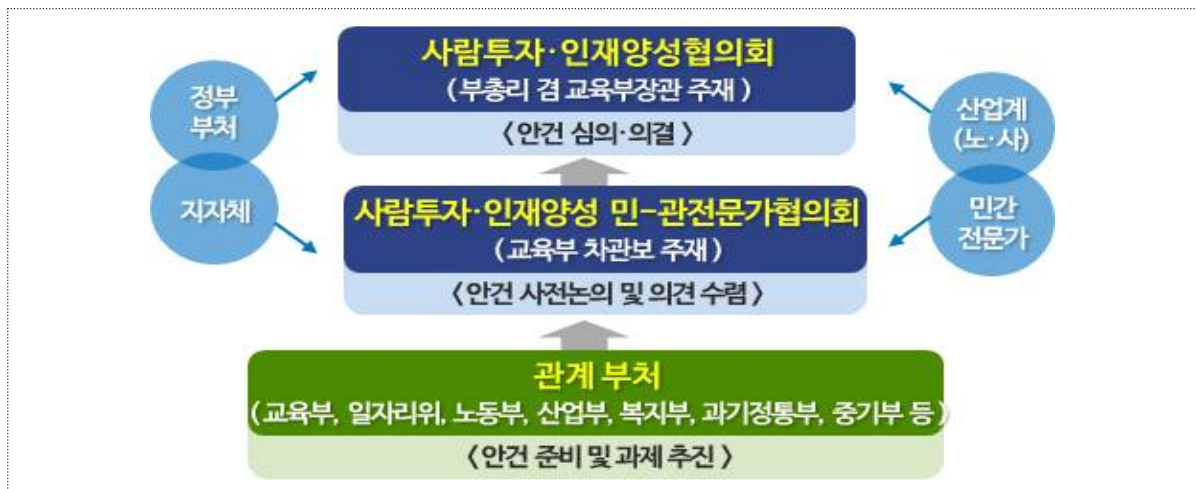 사람투자·인재양성협의회
(부총리 겸 교육부장관 주재)
<안건 심의·의결>
정부
부처
지자체
산업계
(노·사)
민간
전문가
사람투자·인재양성 민-관전문가협의회
(교육부 차관보 주재)
<안건 사전논의 및 의견 수렴>
관계 부처
(교육부, 일자리위, 노동부, 산업부, 복지부, 과기정통부, 중기부 등)
<안건 준비 및 과제 추진>